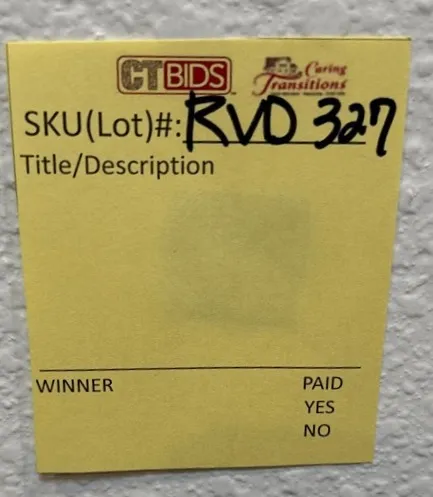 CTBIDS
Caring
Transitions
SKU(Lot)#: RVD 327
Title/Description
WINNER PAID
YES
NO